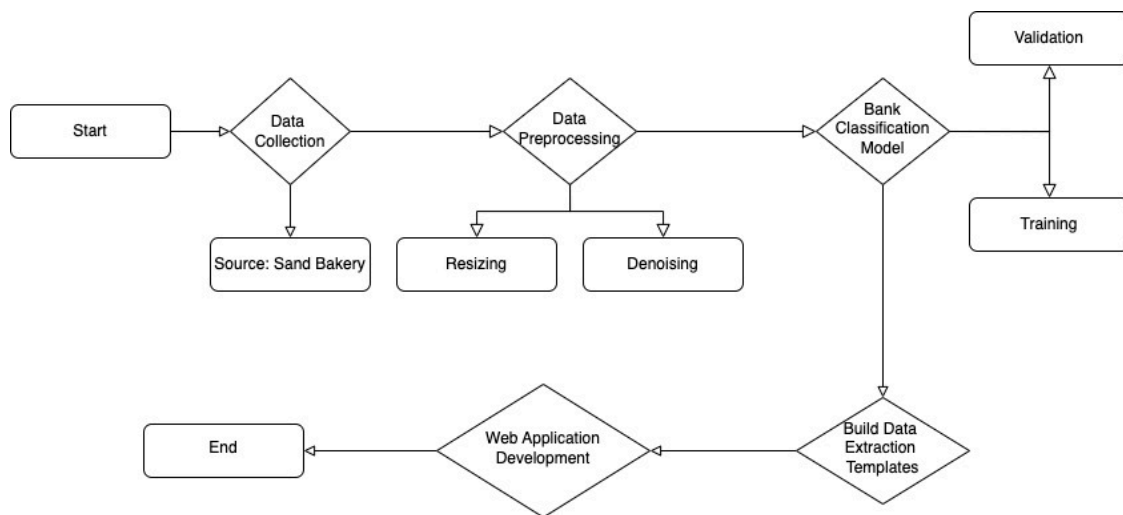 Validation
Start
Data
Collection
Data
Preprocessing
Bank
Classification
Model
Training
Source: Sand Bakery
Resizing
Denoising
End
Web Application
Development
Build Data
Extraction
Templates